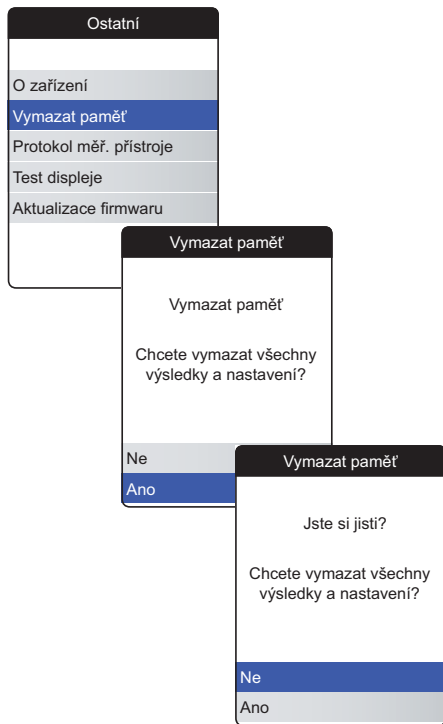 Ostatní
O zařízení
Vymazat paměť
Protokol měř. přístroje
Test displeje
Aktualizace firmwaru
Vymazat paměť
Vymazat paměť
Chcete vymazat všechny
výsledky a nastavení?
Ne
Ano
Vymazat paměť
Jste si jisti?
Chcete vymazat všechny
výsledky a nastavení?
Ne
Ano